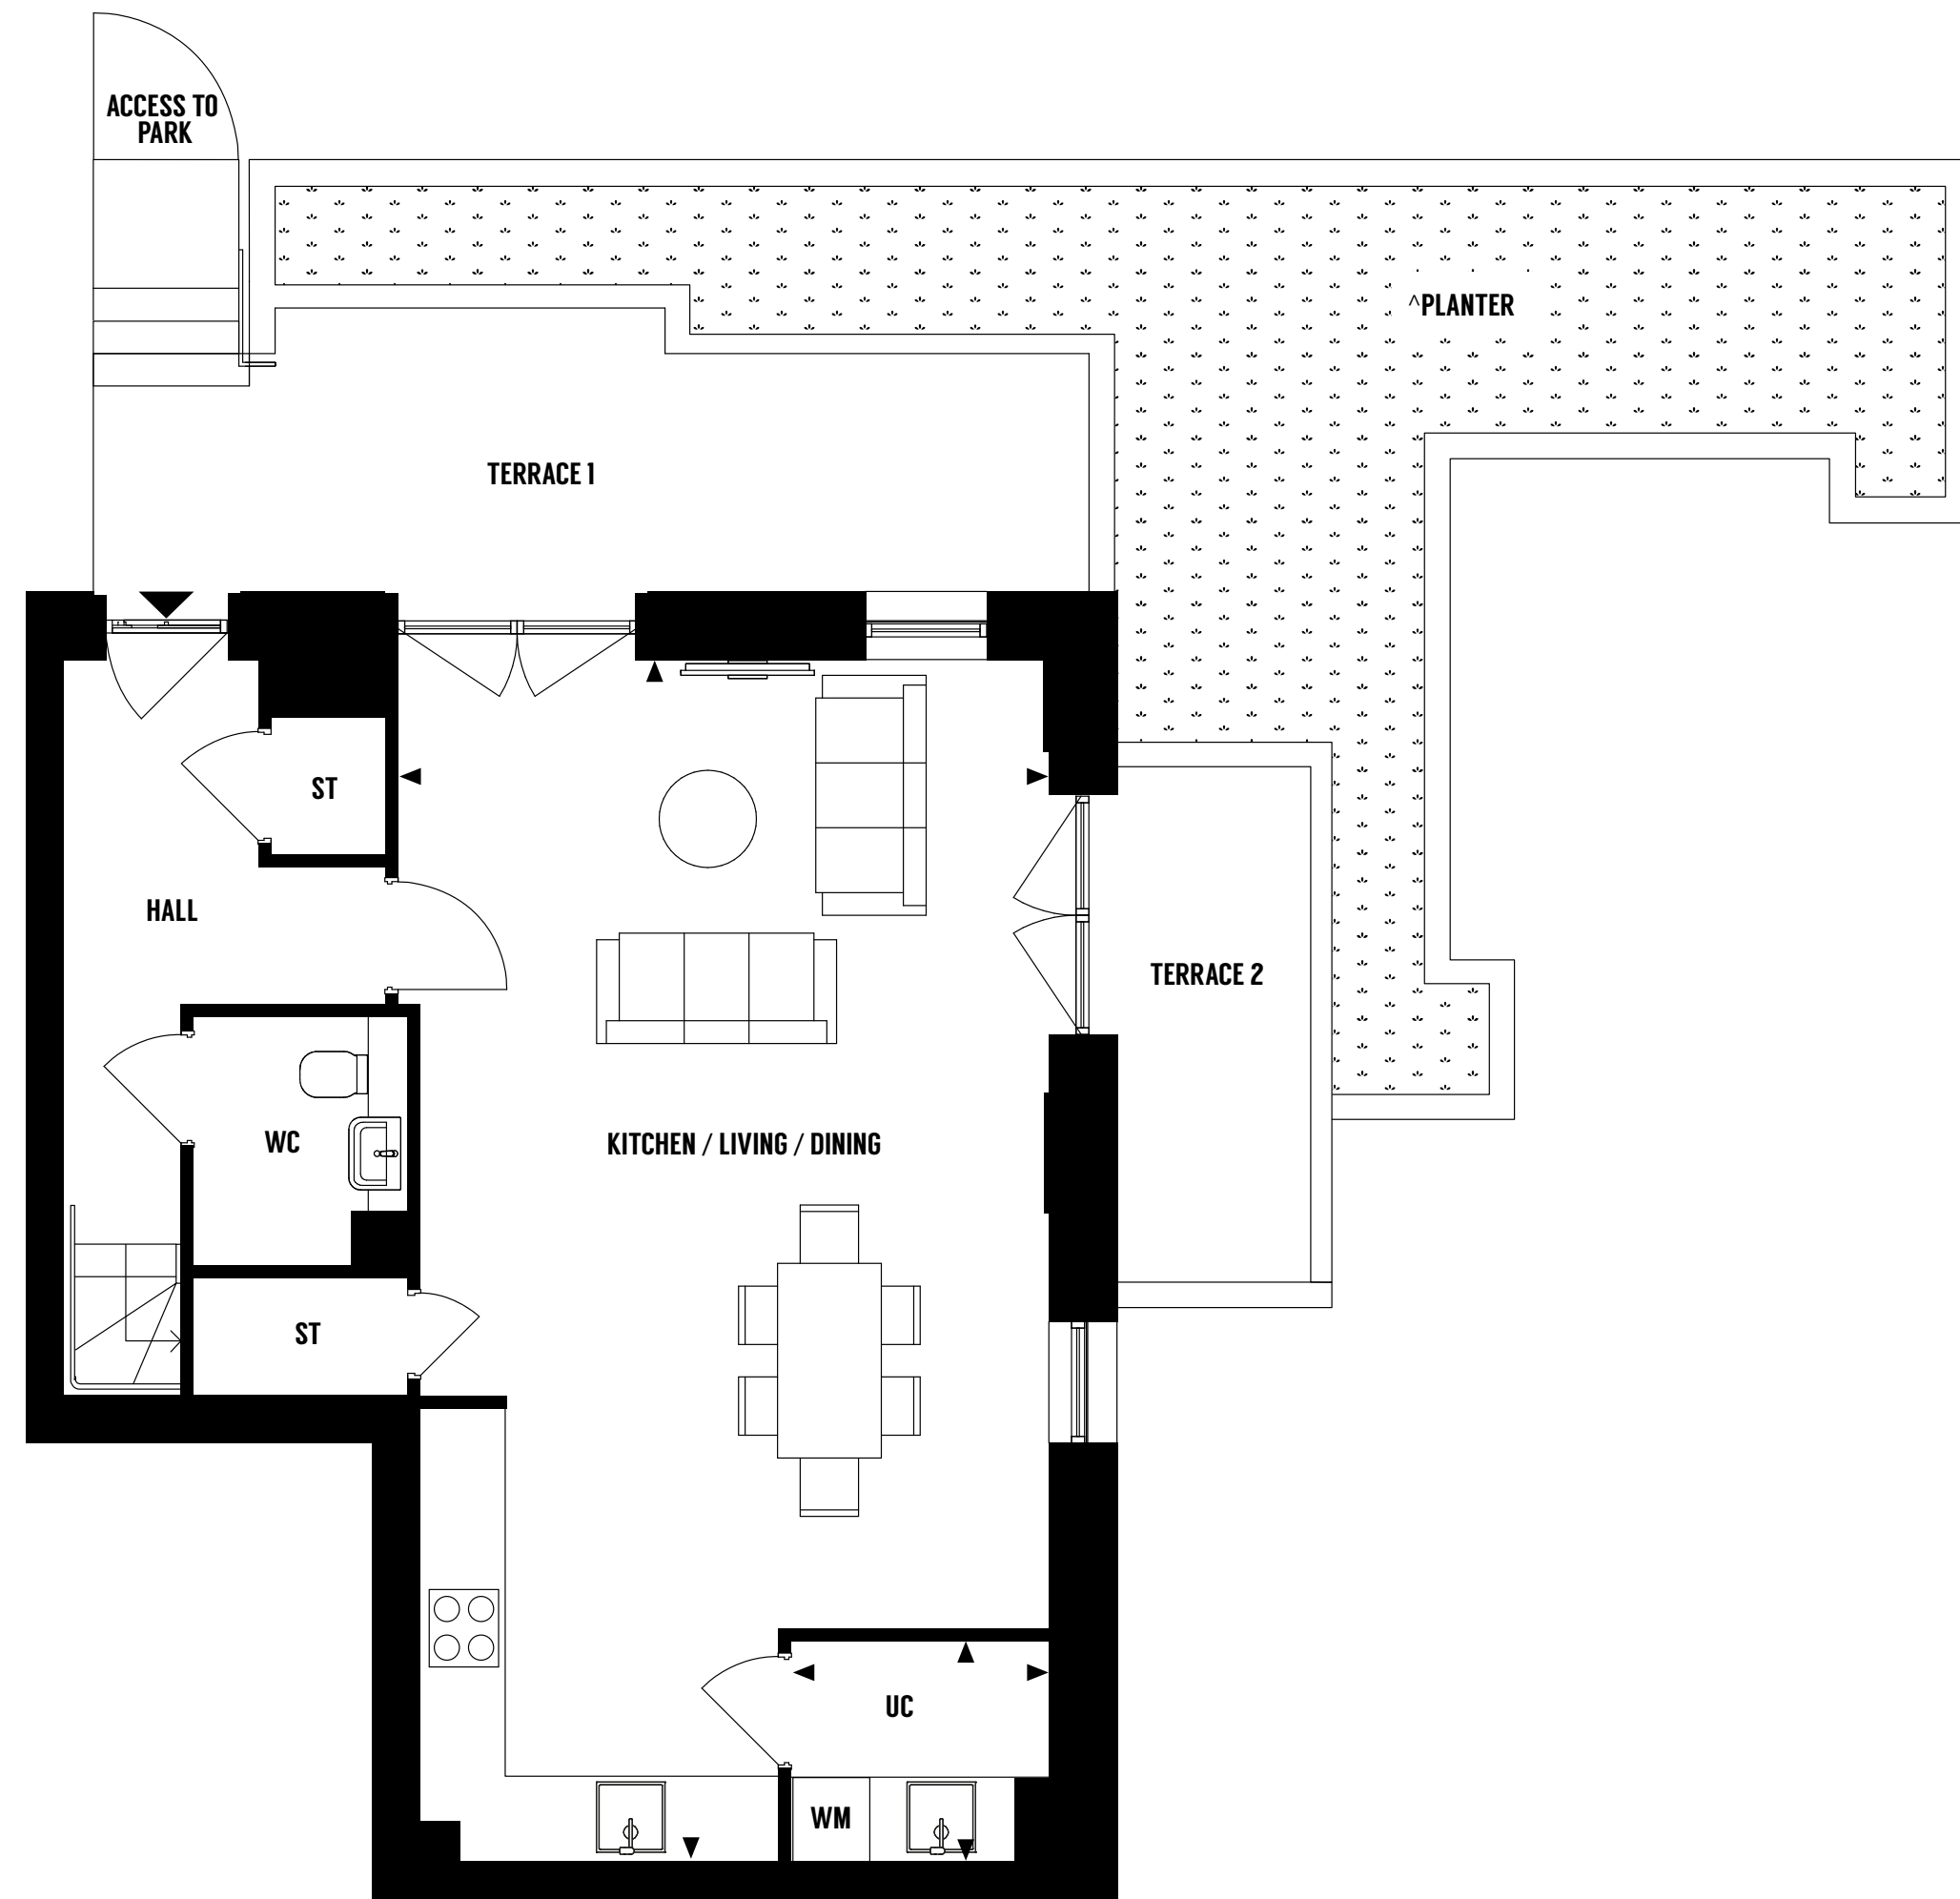 ACCESS TO
PARK
^PLANTER
TERRACE 1
ST
HALL
TERRACE 2
WC
KITCHEN / LIVING / DINING
ST
UC
WM